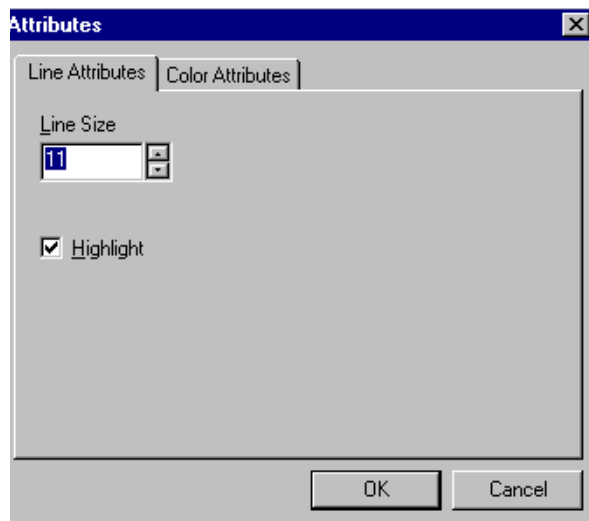 Attributes
Line Attributes Color Attributes
Line Size
11
Highlight
OK Cancel